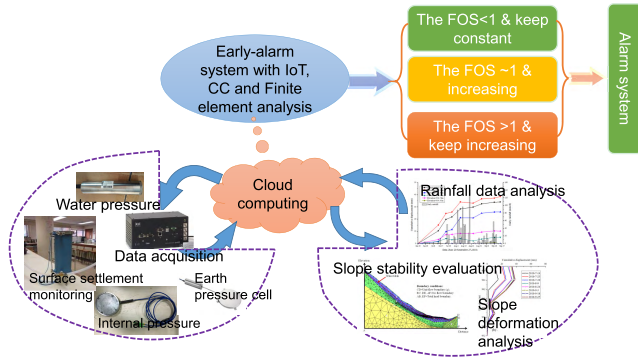 The FOS<1 & keep
constant
Early-alarm
system with IoT,
CC and Finite
element analysis
The FOS ~1 &
increasing
The FOS >1 &
keep increasing
Alarm system
Cloud
computing
Water pressure
Data acquisition
Surface settlement
monitoring
Earth
pressure cell
Internal pressure
Rainfall data analysis
Slope stability evaluation
Slope
deformation
analysis